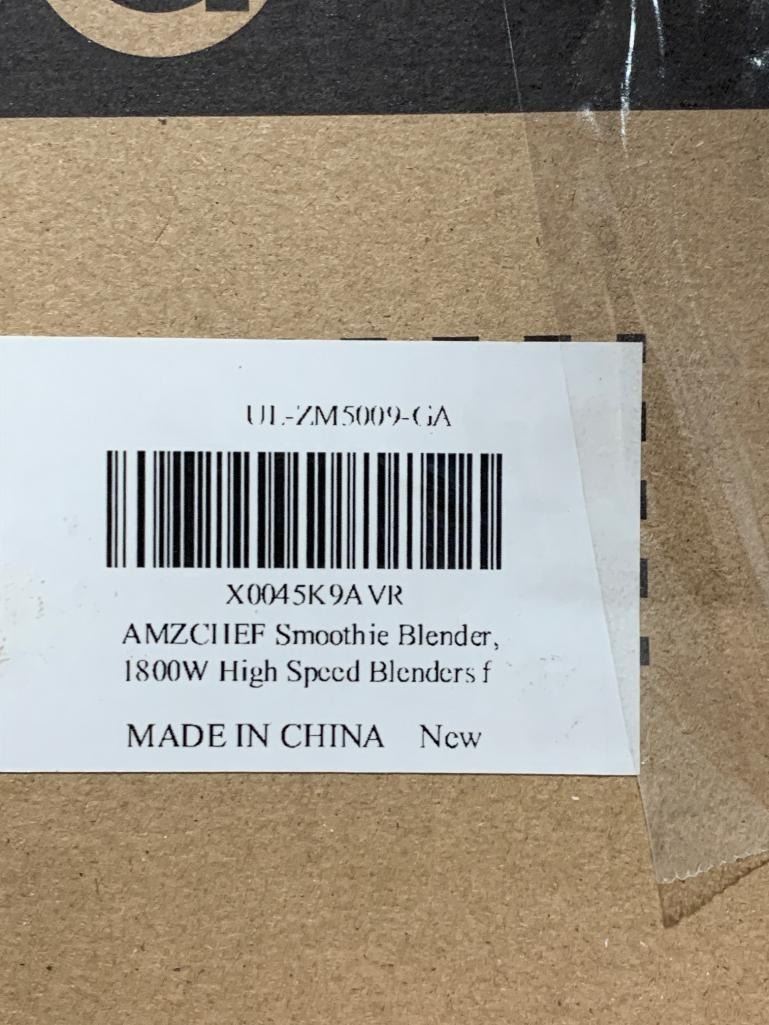 UL-ZM5009-GA
X0045K9AVR
AMZCHEF Smoothie Blender,
1800W High Speed Blenders f
MADE IN CHINA New